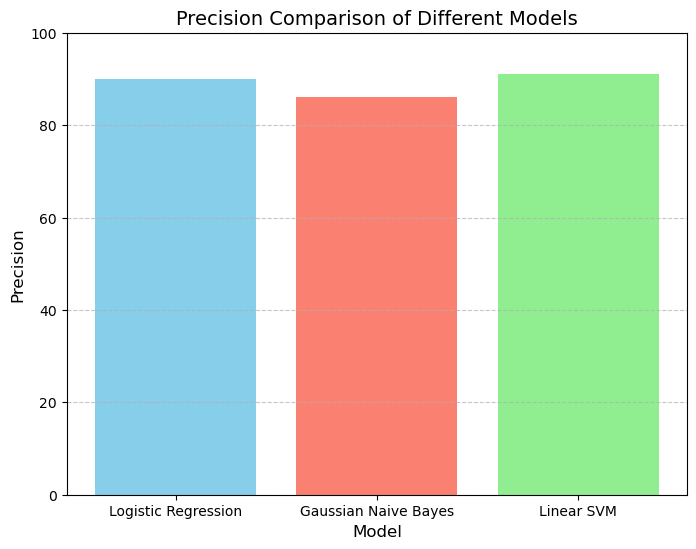 Precision Comparison of Different Models
100
80
60
40
20
0
Precision
Logistic Regression Gaussian Naive Bayes Linear SVM
Model